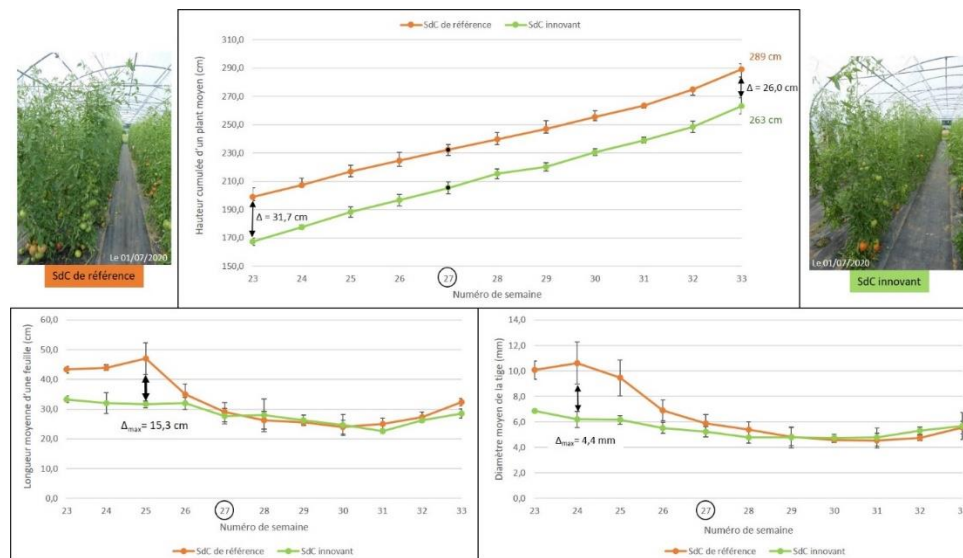 SdC de référence SdC innovant
310,0
290,0
270,0
250,0
230,0
210,0
190,0
170,0
150,0
Hauteur cumulée d'un plant moyen (cm)
289 cm
Δ = 26,0 cm
263 cm
Δ = 31,7 cm
23 24 25 26 27 28 29 30 31 32 33
Numéro de semaine
Le 01/07/2020
SdC de référence
Le 01/07/2020
SdC innovant
60,0
50,0
40,0
30,0
20,0
10,0
0,0
Longueur moyenne d'une feuille (cm)
Δmax= 15,3 cm
23 24 25 26 27 28 29 30 31 32 33
Numéro de semaine
SdC de référence SdC innovant
14,0
12,0
10,0
8,0
6,0
4,0
2,0
0,0
Diamètre moyen de la tige (mm)
Δmax= 4,4 mm
23 24 25 26 27 28 29 30 31 32
Numéro de semaine
SdC de référence SdC innovant